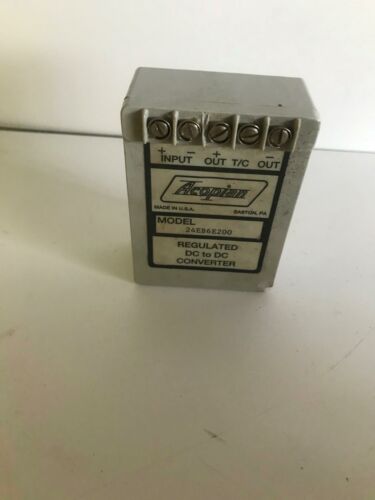 + - + -
INPUT OUT T/C OUT
Acopian
MADE IN U.S.A. EASTON, PA
MODEL
24EB6E200
REGULATED
DC to DC
CONVERTER